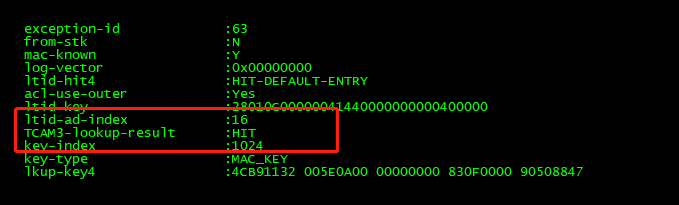 exception-id :63
from-stk :N
mac-known :Y
log-vector :0x00000000
ltid-hit4 :HIT-DEFAULT-ENTRY
acl-use-outer :Yes
ltid-key :28010C00000041440000000000400000
ltid-ad-index :16
TCAM3-lookup-result :HIT
key-index :1024
key-type :MAC_KEY
lkup-key4 :4CB91132 005E0A00 00000000 830F0000 90508847